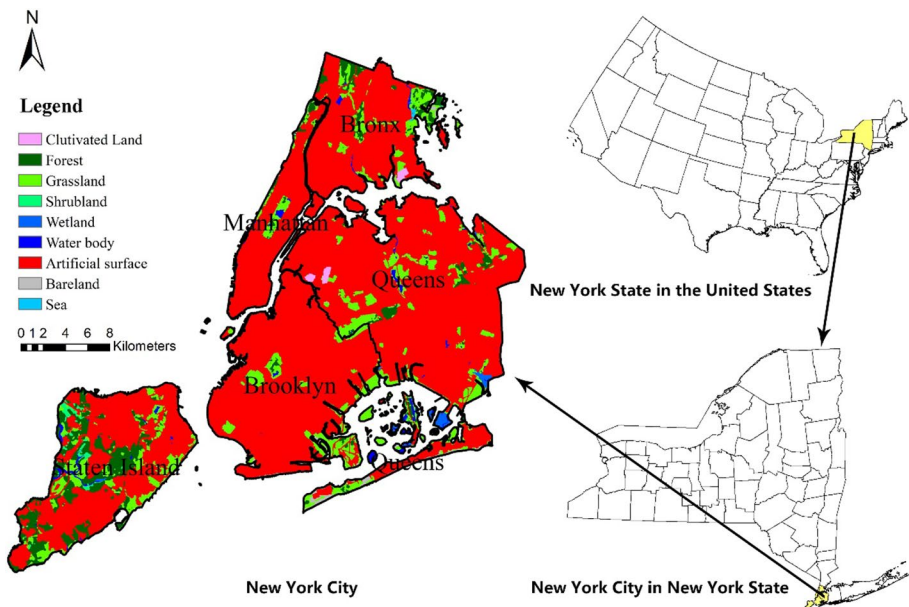 N
Legend
Clutivated Land
Forest
Grassland
Shrubland
Wetland
Water body
Artificial surface
Bareland
Sea
0 1 2 4 6 8
Kilometers
Bronx
Manhattan
Queens
Brooklyn
Queens
Staten Island
New York City
New York State in the United States
New York City in New York State